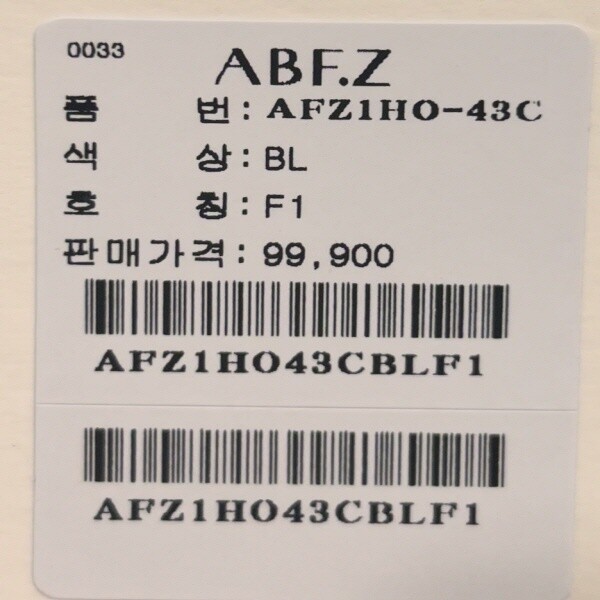 0033
ABF.Z
품 번: AFZ1HO-43C
색 상: BL
호 칭: F1
판매가격: 99,900
AFZ1HO43CBLF1
AFZ1HO43CBLF1